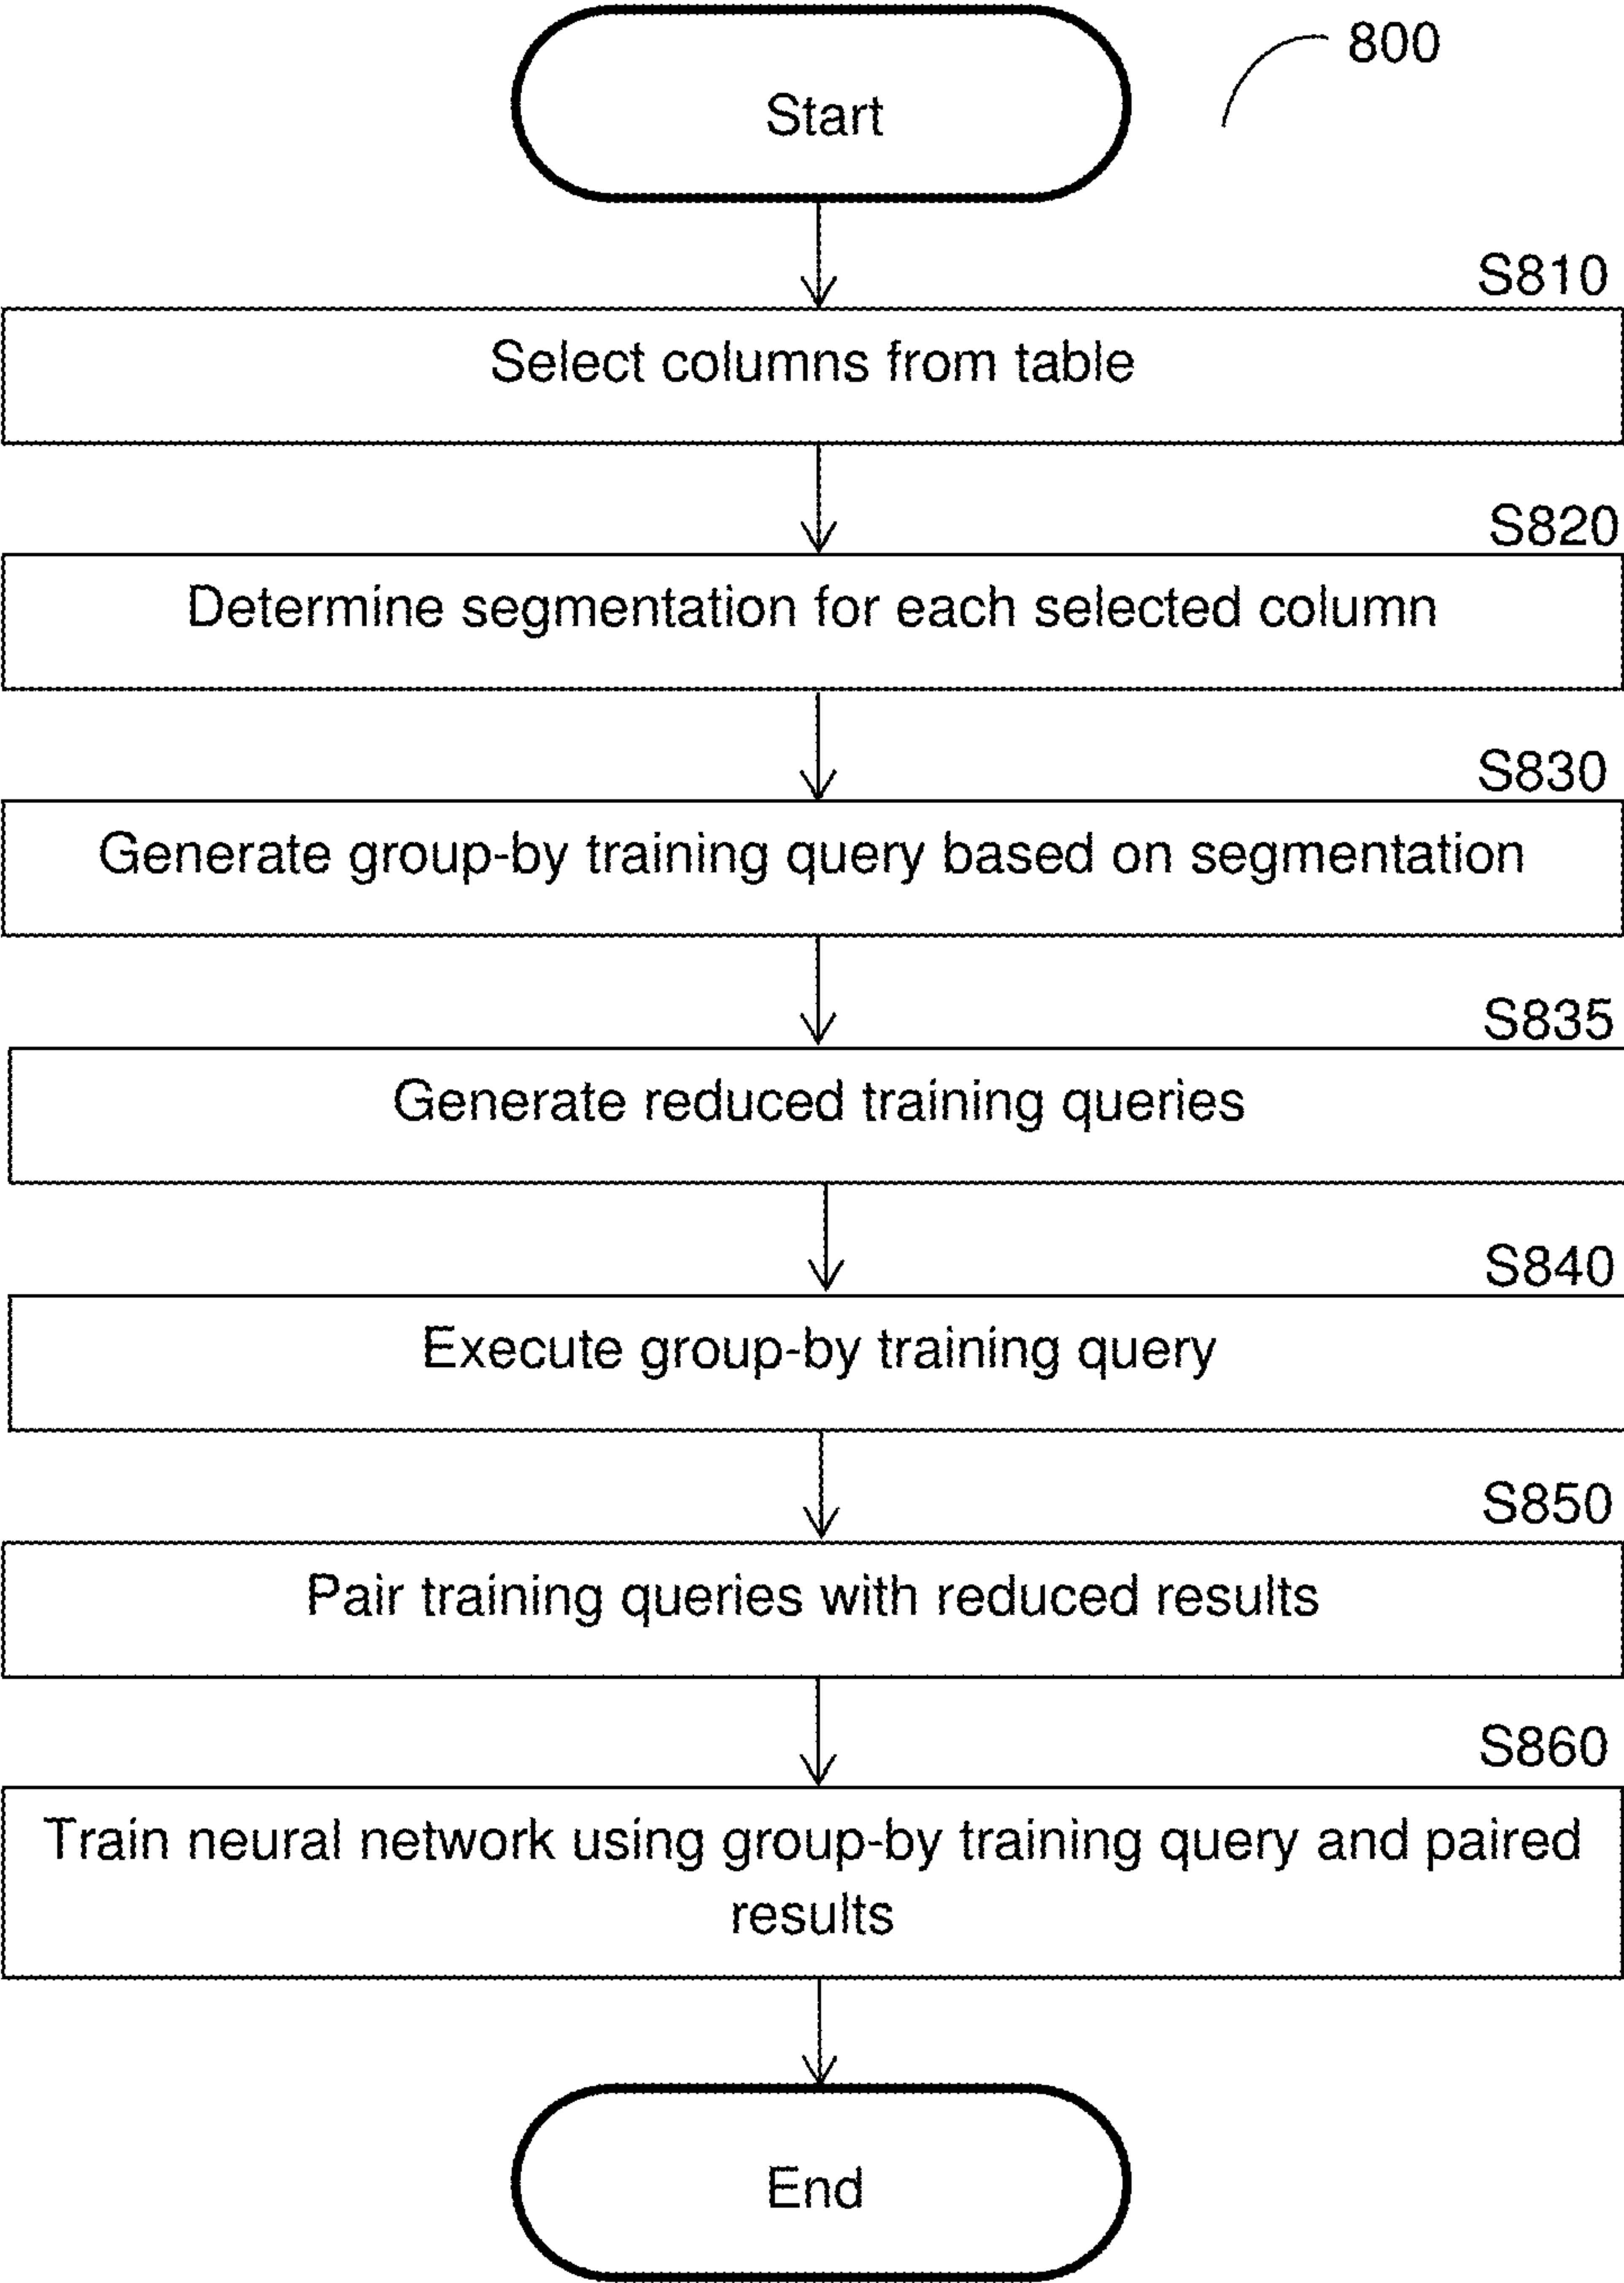 Start
800
S810
Select columns from table
S820
Determine segmentation for each selected column
S830
Generate group-by training query based on segmentation
S835
Generate reduced training queries
S840
Execute group-by training query
S850
Pair training queries with reduced results
S860
Train neural network using group-by training query and paired
results
End